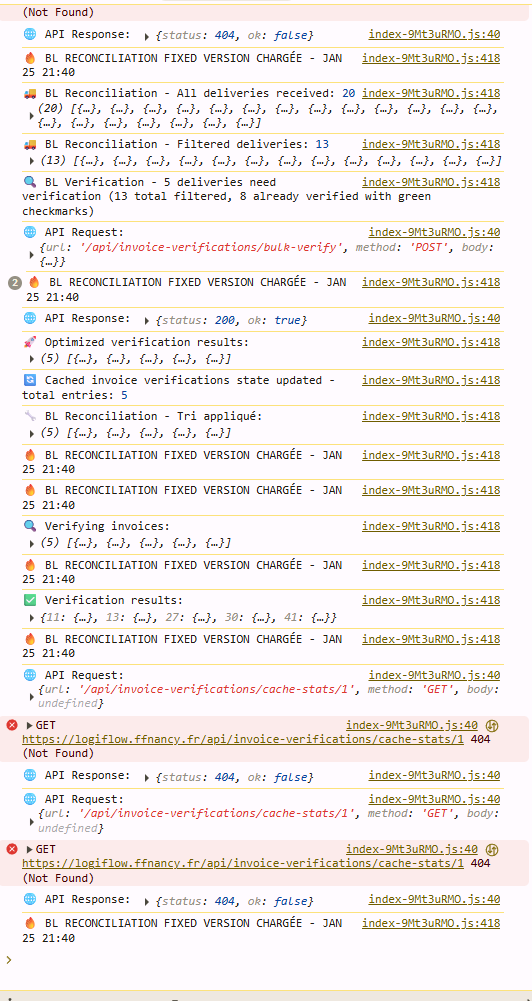 (Not Found)
🌐 API Response: ▶ {status: 404, ok: false} index-9Mt3uRMO.js:40
🔥 BL RECONCILIATION FIXED VERSION CHARGÉE - JAN index-9Mt3uRMO.js:418
25 21:40
🚚 BL Reconciliation - All deliveries received: 20 index-9Mt3uRMO.js:418
▶ (20) [{…}, {…}, {…}, {…}, {…}, {…}, {…}, {…}, {…}, {…}, {…}, {…}, {…},
{…}, {…}, {…}, {…}, {…}, {…}, {…}]
🚚 BL Reconciliation - Filtered deliveries: 13 index-9Mt3uRMO.js:418
▶ (13) [{…}, {…}, {…}, {…}, {…}, {…}, {…}, {…}, {…}, {…}, {…}, {…}, {…}]
🔍 BL Verification - 5 deliveries need index-9Mt3uRMO.js:418
verification (13 total filtered, 8 already verified with green
checkmarks)
🌐 API Request: index-9Mt3uRMO.js:40
▶ {url: '/api/invoice-verifications/bulk-verify', method: 'POST', body:
{…}}
2 🔥 BL RECONCILIATION FIXED VERSION CHARGÉE - JAN index-9Mt3uRMO.js:418
25 21:40
🌐 API Response: ▶ {status: 200, ok: true} index-9Mt3uRMO.js:40
🚀 Optimized verification results: index-9Mt3uRMO.js:418
▶ (5) [{…}, {…}, {…}, {…}, {…}]
🔄 Cached invoice verifications state updated - index-9Mt3uRMO.js:418
total entries: 5
🔧 BL Reconciliation - Tri appliqué: index-9Mt3uRMO.js:418
▶ (5) [{…}, {…}, {…}, {…}, {…}]
🔥 BL RECONCILIATION FIXED VERSION CHARGÉE - JAN index-9Mt3uRMO.js:418
25 21:40
🔥 BL RECONCILIATION FIXED VERSION CHARGÉE - JAN index-9Mt3uRMO.js:418
25 21:40
🔍 Verifying invoices: index-9Mt3uRMO.js:418
▶ (5) [{…}, {…}, {…}, {…}, {…}]
🔥 BL RECONCILIATION FIXED VERSION CHARGÉE - JAN index-9Mt3uRMO.js:418
25 21:40
✅ Verification results: index-9Mt3uRMO.js:418
▶ {11: {…}, 13: {…}, 27: {…}, 30: {…}, 41: {…}}
🔥 BL RECONCILIATION FIXED VERSION CHARGÉE - JAN index-9Mt3uRMO.js:418
25 21:40
🌐 API Request: index-9Mt3uRMO.js:40
▶ {url: '/api/invoice-verifications/cache-stats/1', method: 'GET', body:
undefined}
▶ GET index-9Mt3uRMO.js:40
https://logiflow.ffnancy.fr/api/invoice-verifications/cache-stats/1 404
(Not Found)
🌐 API Response: ▶ {status: 404, ok: false} index-9Mt3uRMO.js:40
🌐 API Request: index-9Mt3uRMO.js:40
▶ {url: '/api/invoice-verifications/cache-stats/1', method: 'GET', body:
undefined}
▶ GET index-9Mt3uRMO.js:40
https://logiflow.ffnancy.fr/api/invoice-verifications/cache-stats/1 404
(Not Found)
🌐 API Response: ▶ {status: 404, ok: false} index-9Mt3uRMO.js:40
🔥 BL RECONCILIATION FIXED VERSION CHARGÉE - JAN index-9Mt3uRMO.js:418
25 21:40